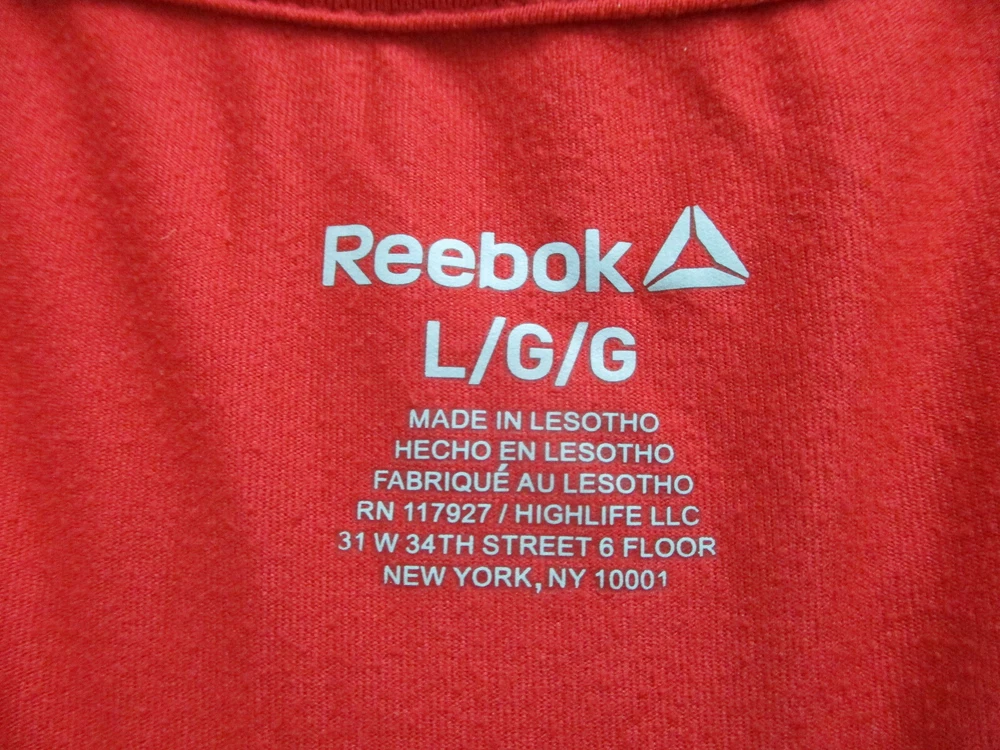 Reebok
L/G/G
MADE IN LESOTHO
HECHO EN LESOTHO
FABRIQUÉ AU LESOTHO
RN 117927 / HIGHLIFE LLC
31 W 34TH STREET 6 FLOOR
NEW YORK, NY 10001